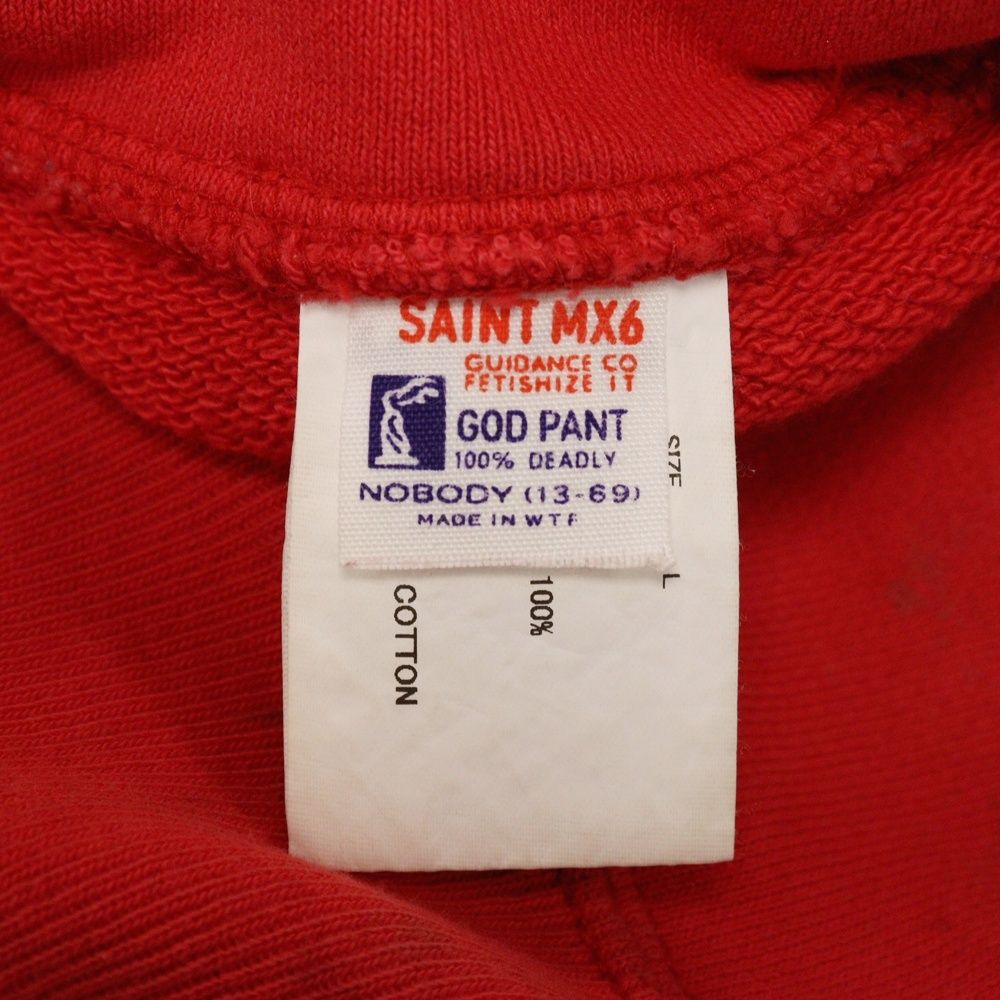 SAINT MX6
GUIDANCE CO
FETISHIZE IT
GOD PANT
100% DEADLY
NOBODY (13-69)
MADE IN WTF
SIZE
L
100%
COTTON